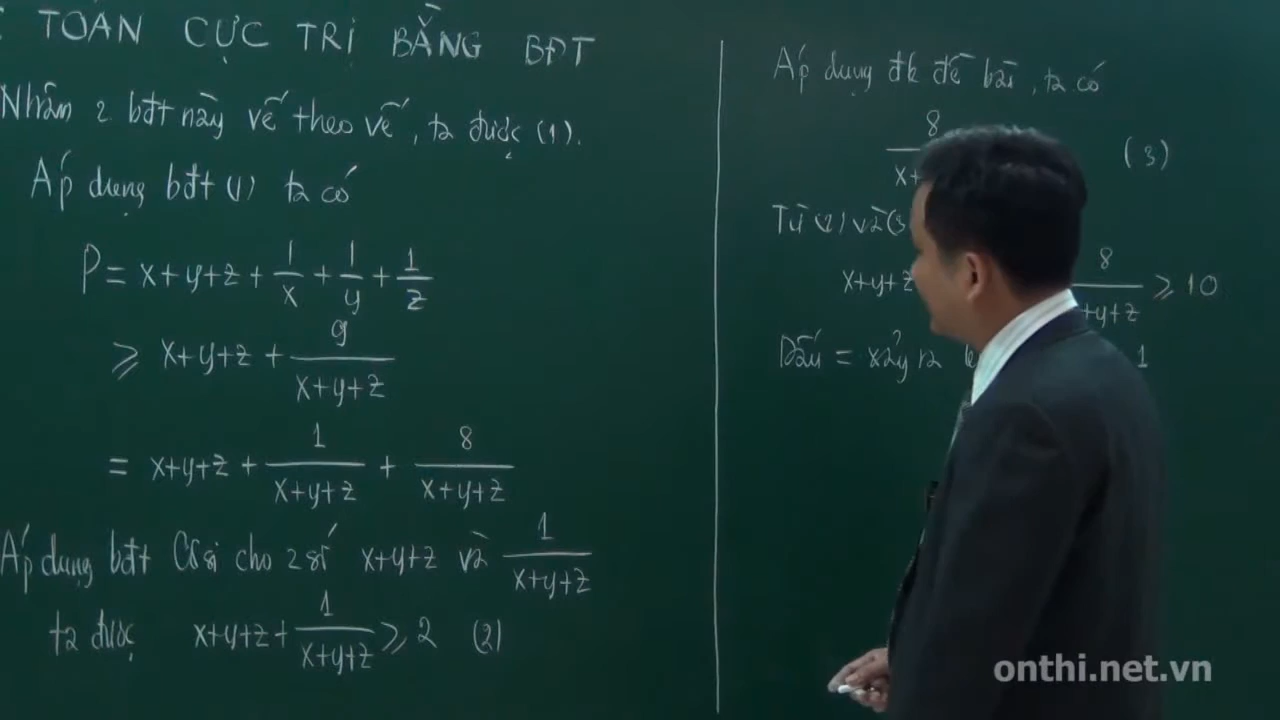 TOÁN CỰC TRỊ BẰNG BĐT
Nhân 2 bđt này vế theo vế, ta được (1).
Áp dụng bđt (1) ta có
P = x+y+z + 1/x + 1/y + 1/z
≥ x+y+z + 9/(x+y+z)
= x+y+z + 1/(x+y+z) + 8/(x+y+z)
Áp dụng bđt Côsi cho 2 số x+y+z và 1/(x+y+z)
ta được x+y+z + 1/(x+y+z) ≥ 2 (2)
Áp dụng đk đề bài, ta có
8
x+
(3)
Từ (2) và (3
x+y+z
8
+y+z
≥ 10
Dấu = xảy ra
1
onthi.net.vn